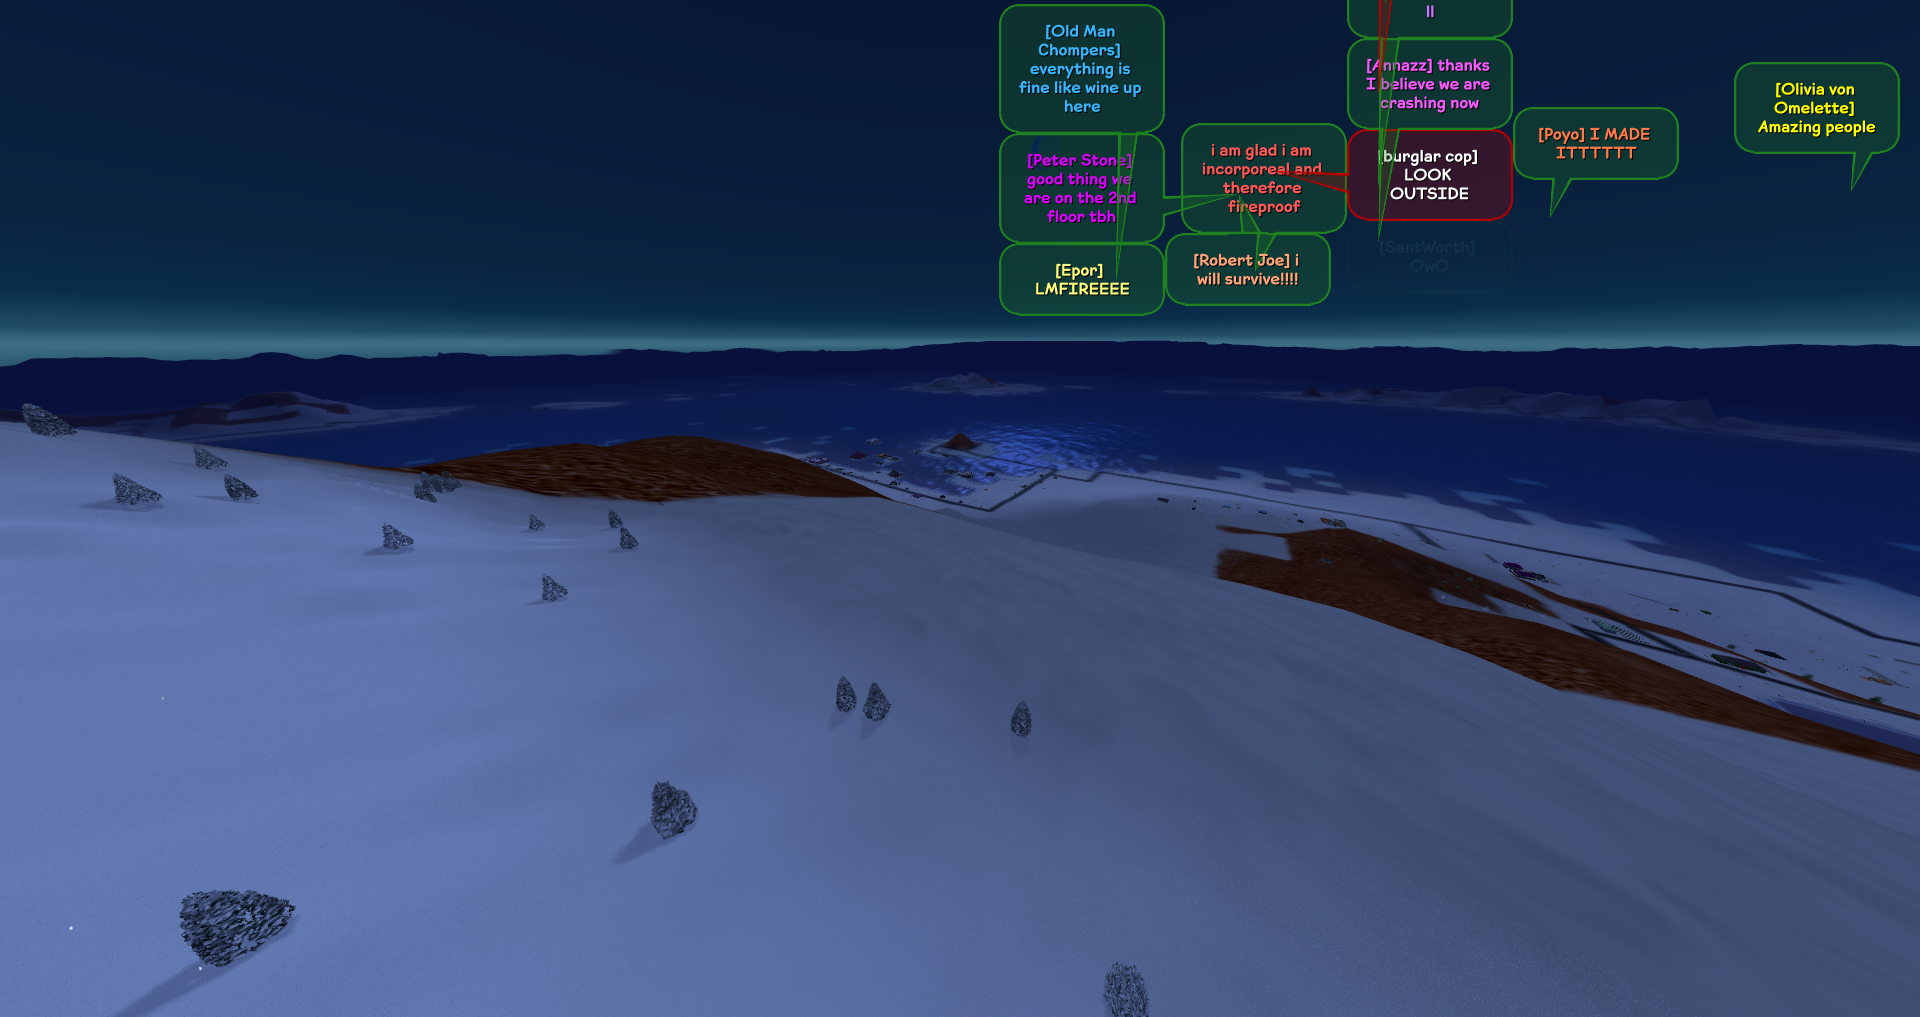 [Old Man
Chompers]
everything is
fine like wine up
here
[Peter Stone]
good thing we
are on the 2nd
floor tbh
[Epor]
LMFIREEEE
i am glad i am
incorporeal and
therefore
fireproof
[Robert Joe] i
will survive!!!!
ll
[Annazz] thanks
I believe we are
crashing now
[burglar cop]
LOOK
OUTSIDE
[SantWorth]
OwO
[Poyo] I MADE
ITTTTTT
[Olivia von
Omelette]
Amazing people